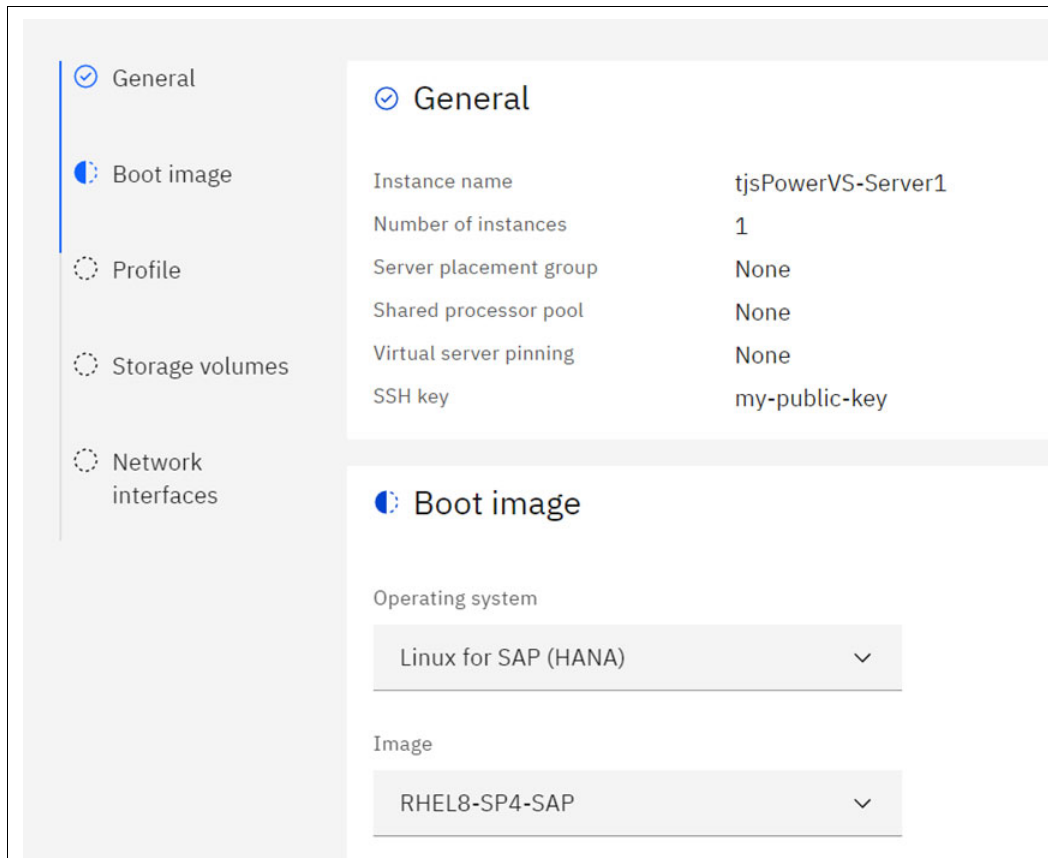 General
Boot image
Profile
Storage volumes
Network
interfaces
General
Instance name tjsPowerVS-Server1
Number of instances 1
Server placement group None
Shared processor pool None
Virtual server pinning None
SSH key my-public-key
Boot image
Operating system
Linux for SAP (HANA)
Image
RHEL8-SP4-SAP